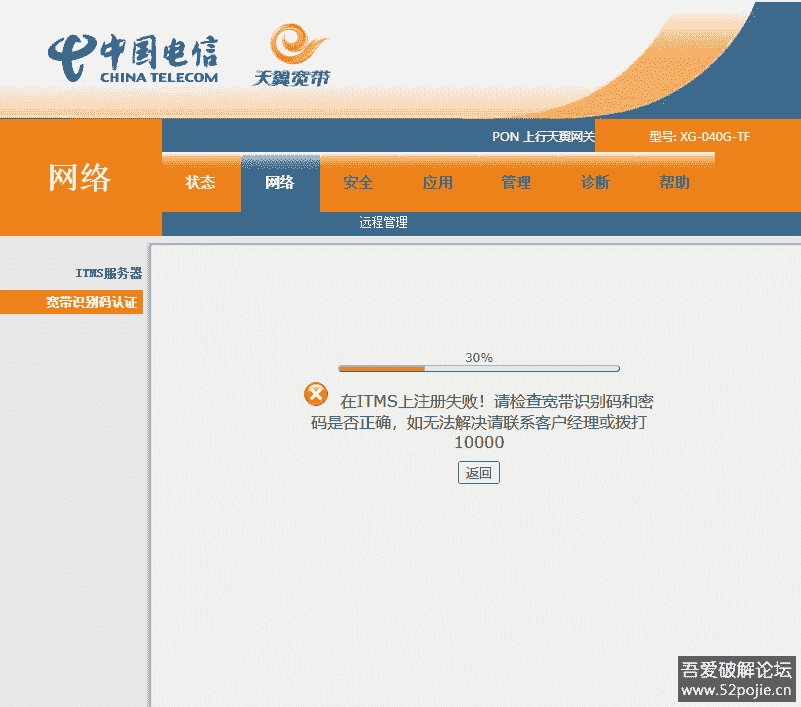 中国电信
CHINA TELECOM
天翼宽带
PON 上行天翼网关
型号: XG-040G-TF
网络
状态
网络
安全
应用
管理
诊断
帮助
远程管理
ITMS服务器
宽带识别码认证
30%
在ITMS上注册失败！请检查宽带识别码和密
码是否正确，如无法解决请联系客户经理或拨打
10000
返回
吾爱破解论坛
www.52pojie.cn